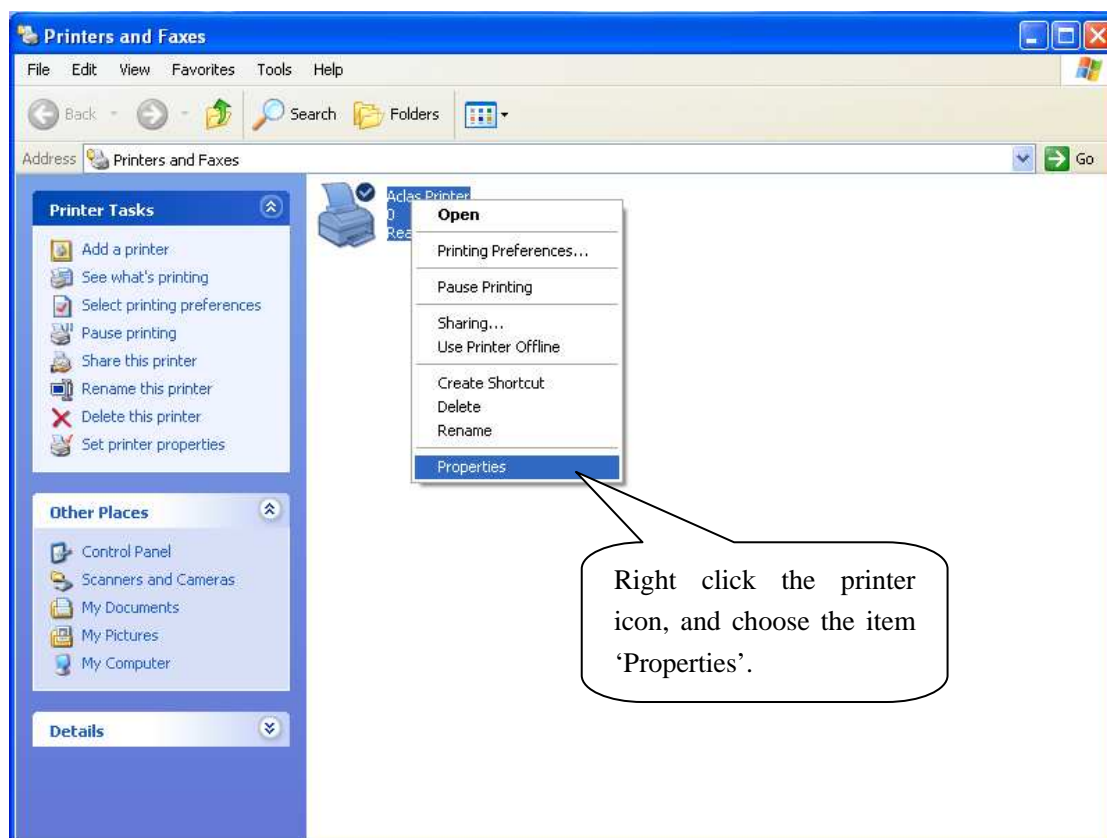 Printers and Faxes
File Edit View Favorites Tools Help
Back Search Folders
Address Printers and Faxes Go
Printer Tasks
Add a printer
See what's printing
Select printing preferences
Pause printing
Share this printer
Rename this printer
Delete this printer
Set printer properties
Other Places
Control Panel
Scanners and Cameras
My Documents
My Pictures
My Computer
Details
Aclas Printer
0
Open
Printing Preferences...
Pause Printing
Sharing...
Use Printer Offline
Create Shortcut
Delete
Rename
Properties
Right click the printer
icon, and choose the item
‘Properties’.